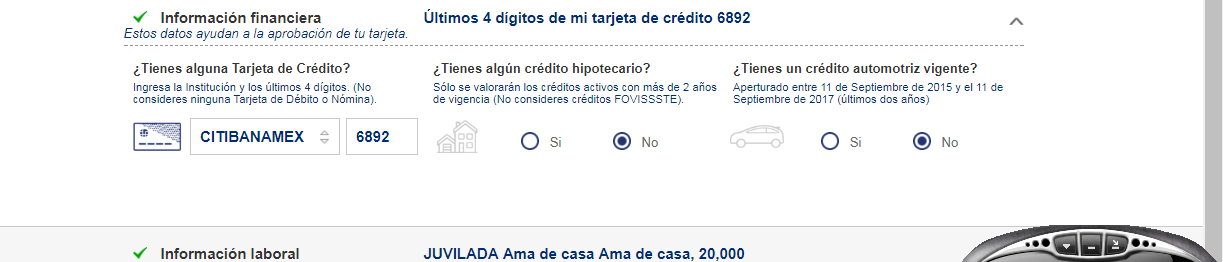 Información financiera
Últimos 4 dígitos de mi tarjeta de crédito 6892
Estos datos ayudan a la aprobación de tu tarjeta.
¿Tienes alguna Tarjeta de Crédito?
Ingresa la Institución y los últimos 4 dígitos. (No
consideres ninguna Tarjeta de Débito o Nómina).
CITIBANAMEX
6892
¿Tienes algún crédito hipotecario?
Sólo se valorarán los créditos activos con más de 2 años
de vigencia (No consideres créditos FOVISSSTE).
Si
No
¿Tienes un crédito automotriz vigente?
Aperturado entre 11 de Septiembre de 2015 y el 11 de
Septiembre de 2017 (últimos dos años)
Si
No
Información laboral
JUVILADA Ama de casa Ama de casa, 20,000